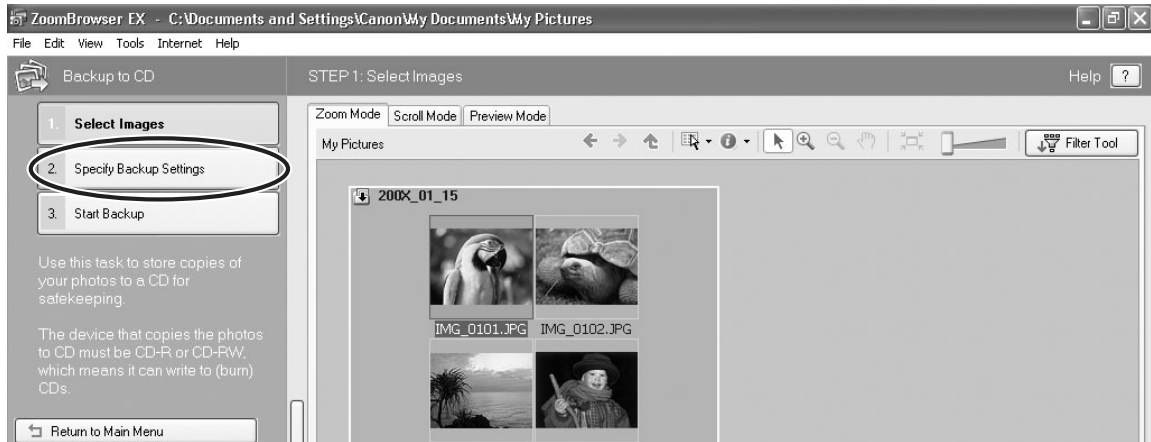 ZoomBrowser EX - C:\Documents and Settings\Canon\My Documents\My Pictures
File Edit View Tools Internet Help
Backup to CD
STEP 1: Select Images
Help ?
1. Select Images
2. Specify Backup Settings
3. Start Backup
Use this task to store copies of
your photos to a CD for
safekeeping.
The device that copies the photos
to CD must be CD-R or CD-RW,
which means it can write to (burn)
CDs.
Return to Main Menu
Zoom Mode Scroll Mode Preview Mode
My Pictures
Filter Tool
200X_01_15
IMG_0101.JPG IMG_0102.JPG